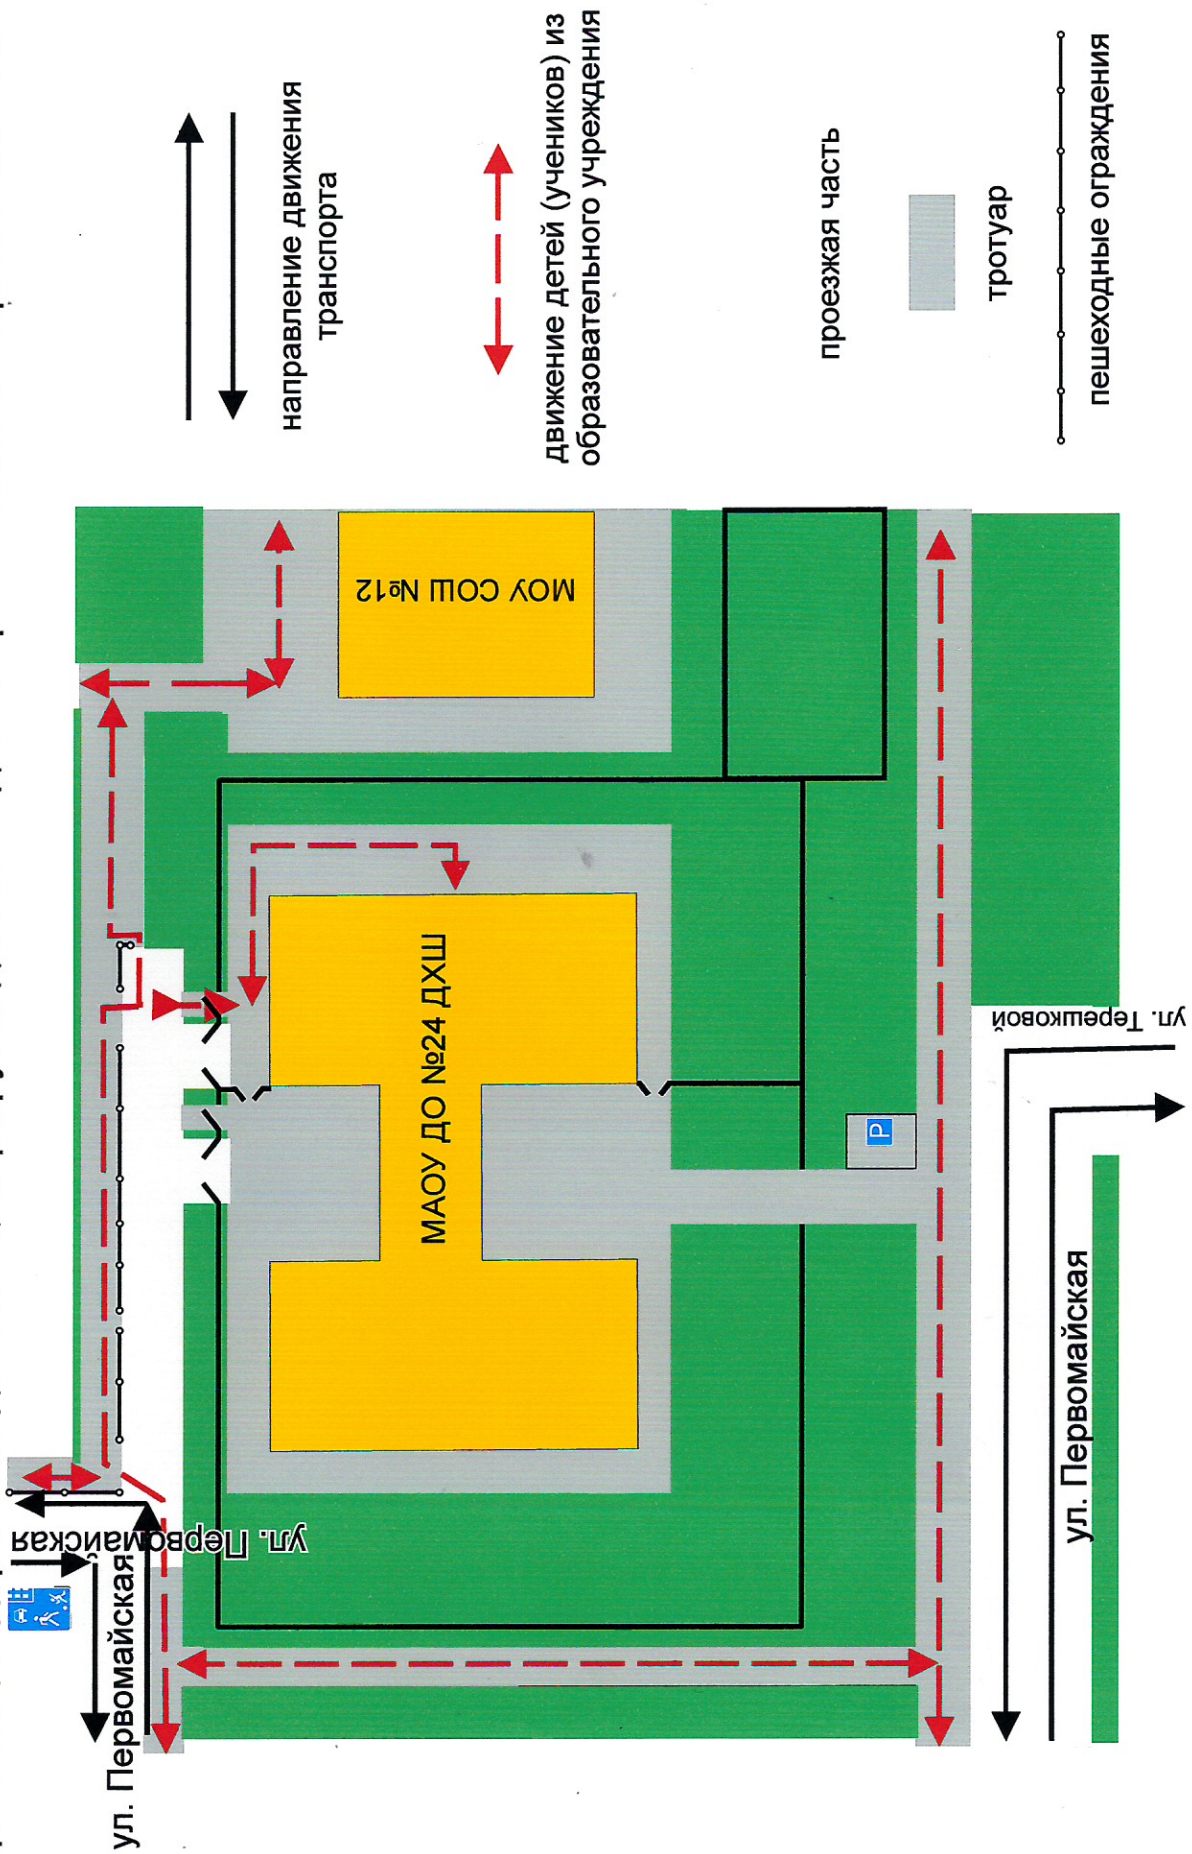 ул. Первомайская
ул. Первомайская
МАОУ ДО №24 ДХШ
МОУ СОШ №12
P
ул. Терешковой
ул. Первомайская
направление движения
транспорта
движение детей (учеников) из
образовательного учреждения
проезжая часть
тротуар
пешеходные ограждения